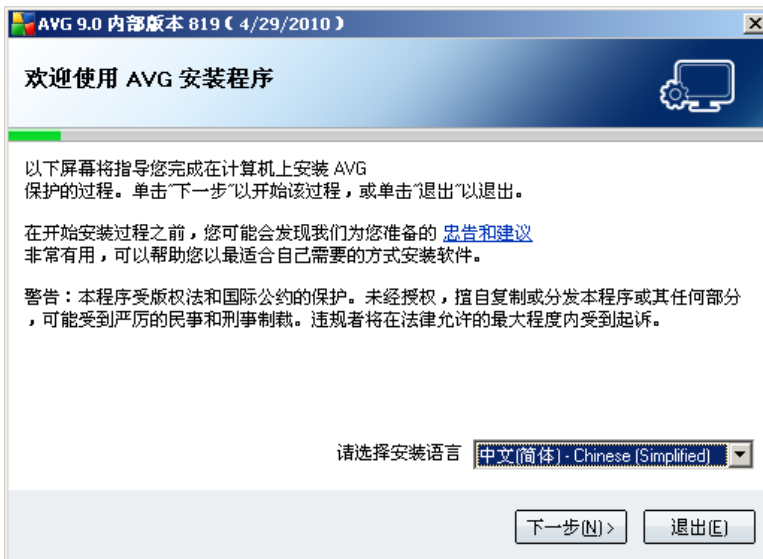 AVG 9.0 内部版本 819 ( 4/29/2010 )
欢迎使用 AVG 安装程序
以下屏幕将指导您完成在计算机上安装 AVG
保护的过程。单击“下一步”以开始该过程，或单击“退出”以退出。
在开始安装过程之前，您可能会发现我们为您准备的 忠告和建议
非常有用，可以帮助您以最适合自己需要的方式安装软件。
警告：本程序受版权法和国际公约的保护。未经授权，擅自复制或分发本程序或其任何部分
，可能受到严厉的民事和刑事制裁。违规者将在法律允许的最大程度内受到起诉。
请选择安装语言 中文(简体) - Chinese (Simplified)
下一步(N) > 退出(E)